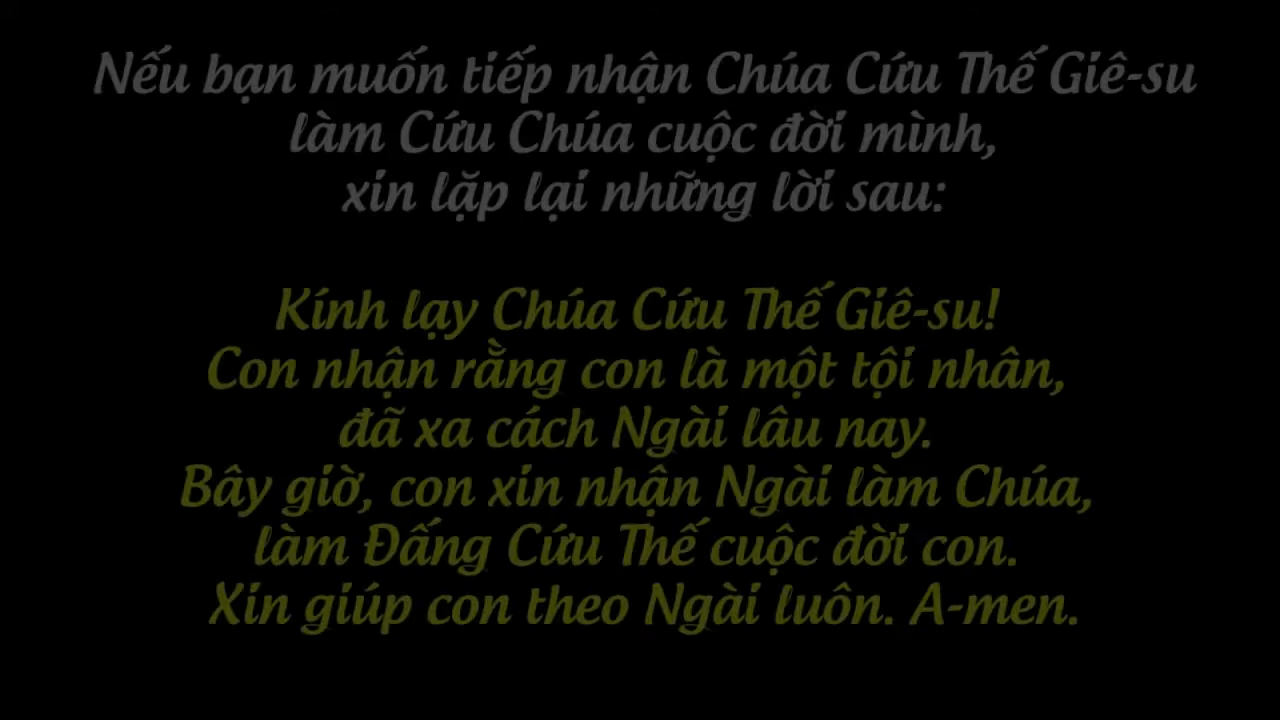 Nếu bạn muốn tiếp nhận Chúa Cứu Thế Giê-su
làm Cứu Chúa cuộc đời mình,
xin lặp lại những lời sau:
Kính lạy Chúa Cứu Thế Giê-su!
Con nhận rằng con là một tội nhân,
đã xa cách Ngài lâu nay.
Bây giờ, con xin nhận Ngài làm Chúa,
làm Đấng Cứu Thế cuộc đời con.
Xin giúp con theo Ngài luôn. A-men.